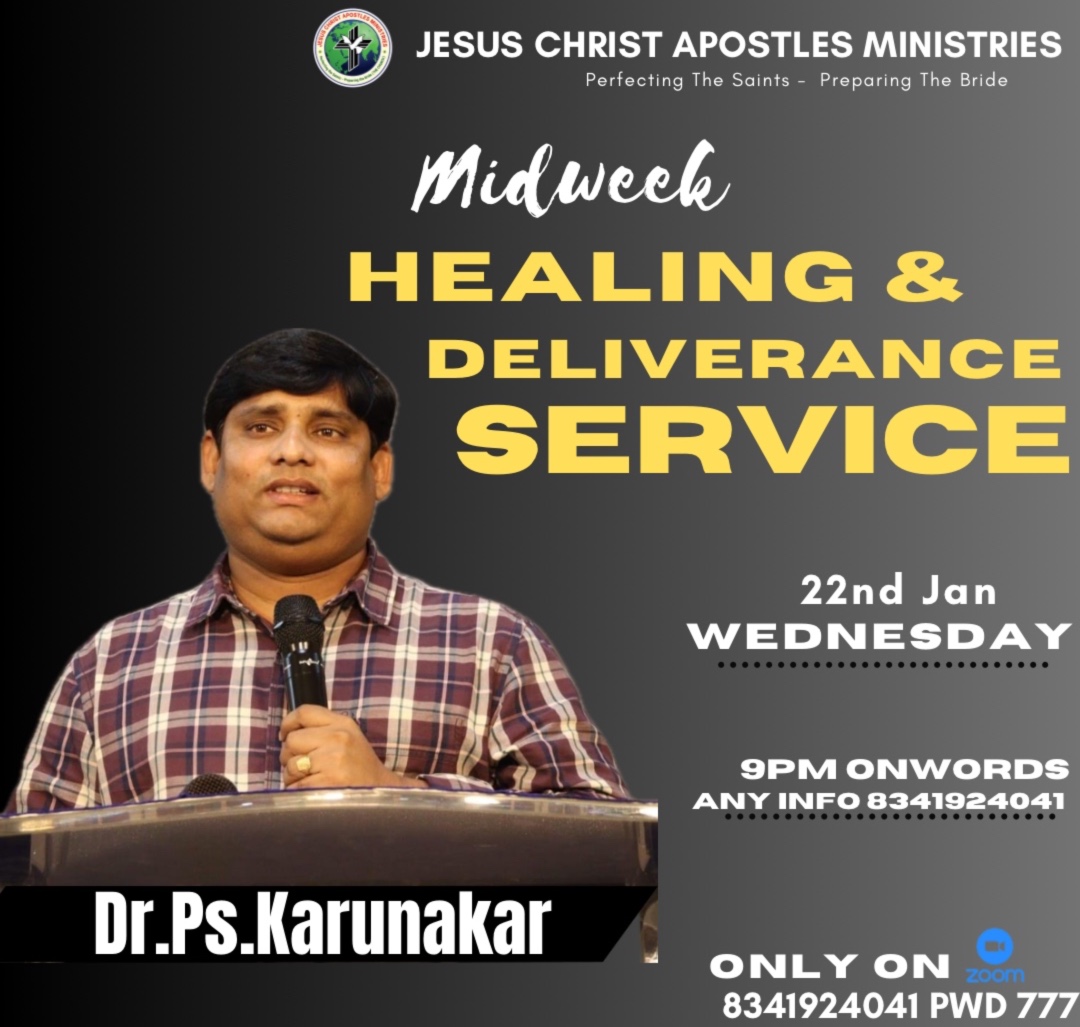 JESUS CHRIST APOSTLES MINISTRIES
Perfecting The Saints - Preparing The Bride
Midweek
HEALING &
DELIVERANCE
SERVICE
22nd Jan
WEDNESDAY
9PM ONWORDS
ANY INFO 8341924041
Dr.Ps.Karunakar
ONLY ON zoom
8341924041 PWD 777